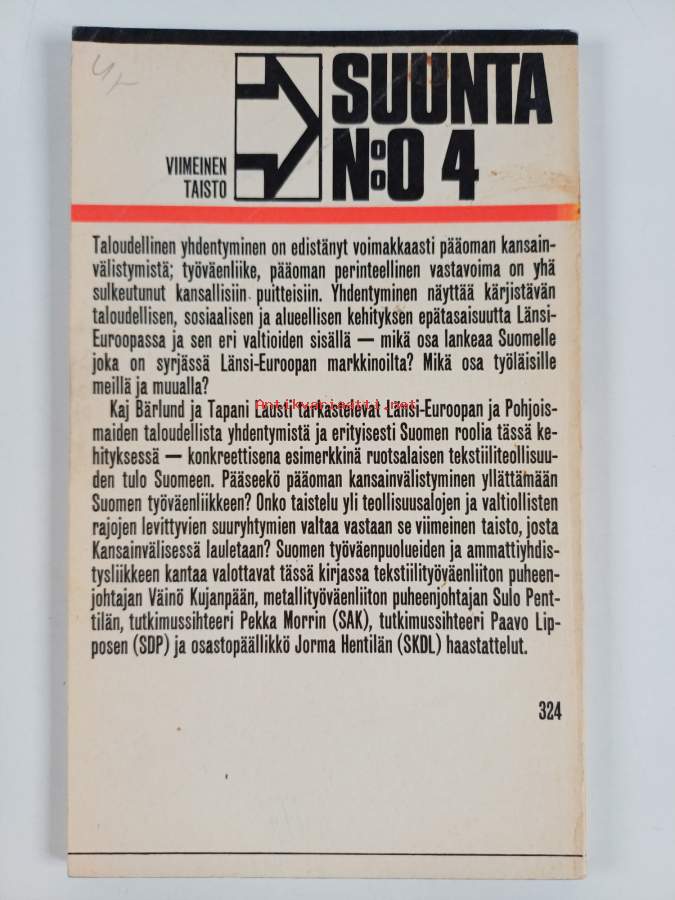 4,-
SUUNTA
N:o 4
VIIMEINEN
TAISTO
Taloudellinen yhdentyminen on edistänyt voimakkaasti pääoman kansain-
välistymistä; työväenliike, pääoman perinteellinen vastavoima on yhä
sulkeutunut kansallisiin puitteisiin. Yhdentyminen näyttää kärjistävän
taloudellisen, sosiaalisen ja alueellisen kehityksen epätasaisuutta Länsi-
Euroopassa ja sen eri valtioiden sisällä — mikä osa lankeaa Suomelle
joka on syrjässä Länsi-Euroopan markkinoilta? Mikä osa työläisille
meillä ja muualla?
Antikvariaatti.net
Kaj Bärlund ja Tapani Lausti tarkastelevat Länsi-Euroopan ja Pohjois-
maiden taloudellista yhdentymistä ja erityisesti Suomen roolia tässä ke-
hityksessä — konkreettisena esimerkkinä ruotsalaisen tekstiiliteollisuu-
den tulo Suomeen. Pääseekö pääoman kansainvälistyminen yllättämään
Suomen työväenliikkeen? Onko taistelu yli teollisuusalojen ja valtiollisten
rajojen levittyvien suuryhtymien valtaa vastaan se viimeinen taisto, josta
Kansainvälisessä lauletaan? Suomen työväenpuolueiden ja ammattiyhdis-
tysliikkeen kantaa valottavat tässä kirjassa tekstiilityöväenliiton puheen-
johtajan Väinö Kujanpään, metallityöväenliiton puheenjohtajan Sulo Pent-
tilän, tutkimussihteeri Pekka Morrin (SAK), tutkimussihteeri Paavo Lip-
posen (SDP) ja osastopäällikkö Jorma Hentilän (SKDL) haastattelut.
324